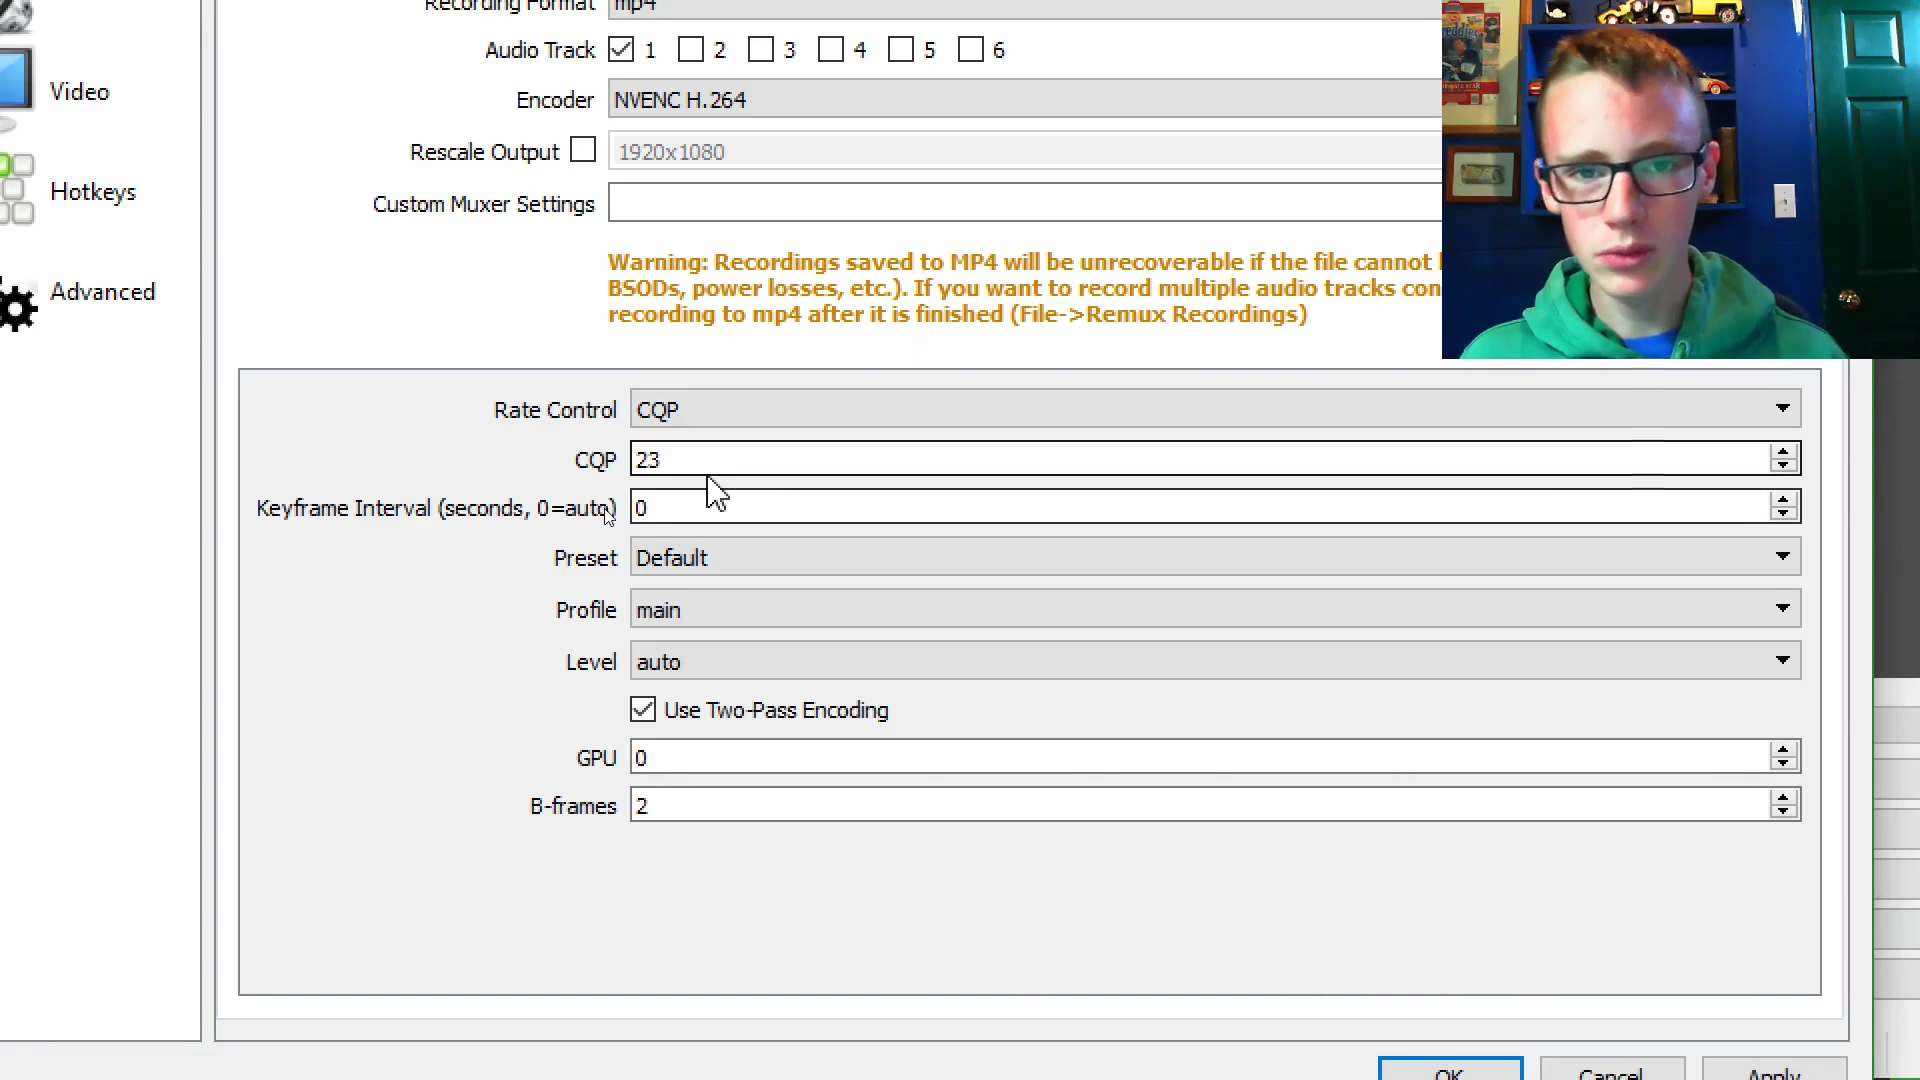 Recording Format mp4
Audio Track 1 2 3 4 5 6
Video
Encoder NVENC H.264
Rescale Output 1920x1080
Hotkeys
Custom Muxer Settings
Warning: Recordings saved to MP4 will be unrecoverable if the file cannot
BSODs, power losses, etc.). If you want to record multiple audio tracks con
recording to mp4 after it is finished (File->Remux Recordings)
Advanced
Rate Control CQP
CQP 23
Keyframe Interval (seconds, 0=auto) 0
Preset Default
Profile main
Level auto
Use Two-Pass Encoding
GPU 0
B-frames 2
OK Cancel Apply